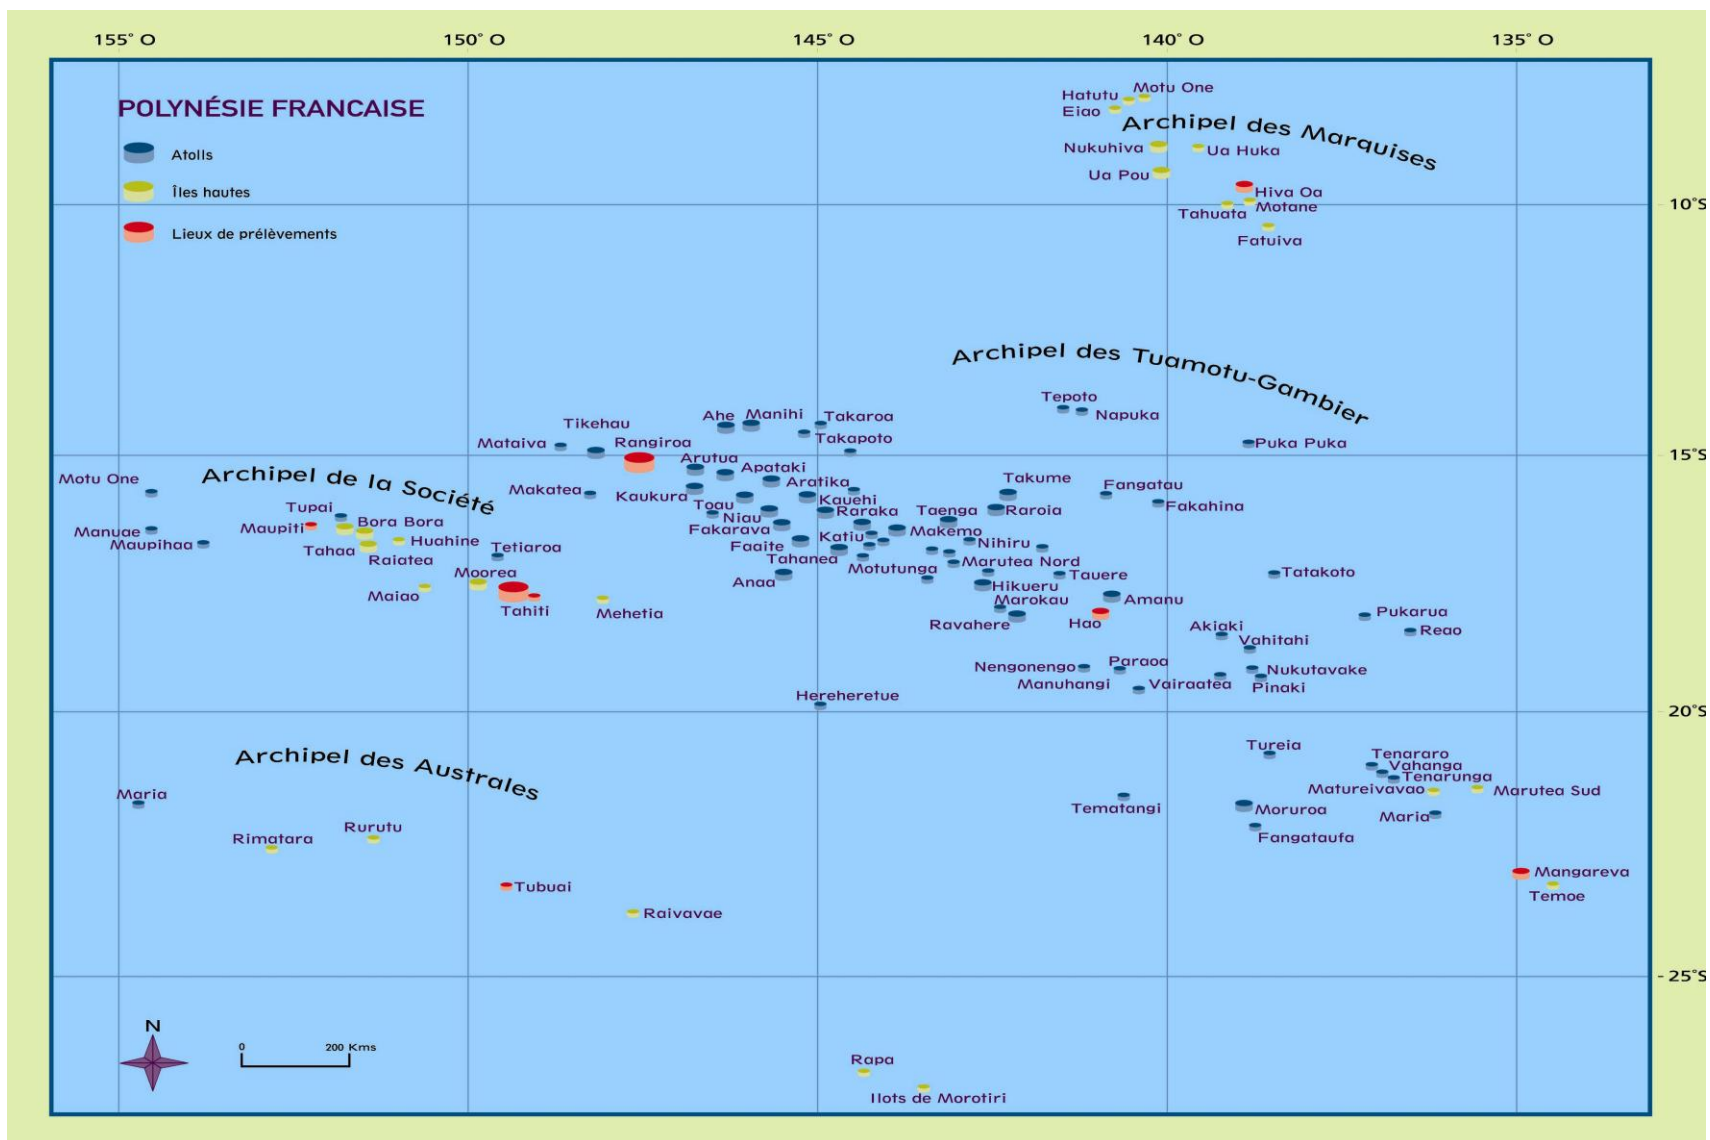 155° O
150° O
145° O
140° O
135° O
POLYNÉSIE FRANCAISE
Atolls
Îles hautes
Lieux de prélèvements
Hatutu
Motu One
Eiao
Archipel des Marquises
Nukuhiva
Ua Huka
Ua Pou
Hiva Oa
Motane
Tahuata
Fatuiva
10°S
Archipel des Tuamotu-Gambier
Tepoto
Napuka
Puka Puka
Tikehau
Ahe
Manihi
Takaroa
Mataiva
Rangiroa
Takapoto
15°S
Arutua
Apataki
Archipel de la Société
Motu One
Makatea
Kaukura
Aratika
Takume
Fangatau
Tupai
Toau
Kauehi
Fakahina
Maupiti
Bora Bora
Niau
Raraka
Taenga
Raroia
Manuae
Maupihaa
Huahine
Fakarava
Katiu
Makemo
Tahaa
Raiatea
Tetiaroa
Faaite
Nihiru
Tahanea
Moorea
Motutunga
Marutea Nord
Tauere
Tatakoto
Anaa
Hikueru
Maiao
Tahiti
Mehetia
Marokau
Amanu
Ravahere
Hao
Akiaki
Pukarua
Reao
Vahitahi
Nengonengo
Paraoa
Nukutavake
Manuhangi
Vairaatea
Pinaki
Hereheretue
20°S
Archipel des Australes
Tureia
Tenararo
Vahanga
Tenarunga
Matureivavao
Marutea Sud
Maria
Tematangi
Moruroa
Maria
Rimatara
Rurutu
Fangataufa
Mangareva
Tubuai
Temoe
Raivavae
25°S
N
0
200 Kms
Rapa
Ilots de Morotiri